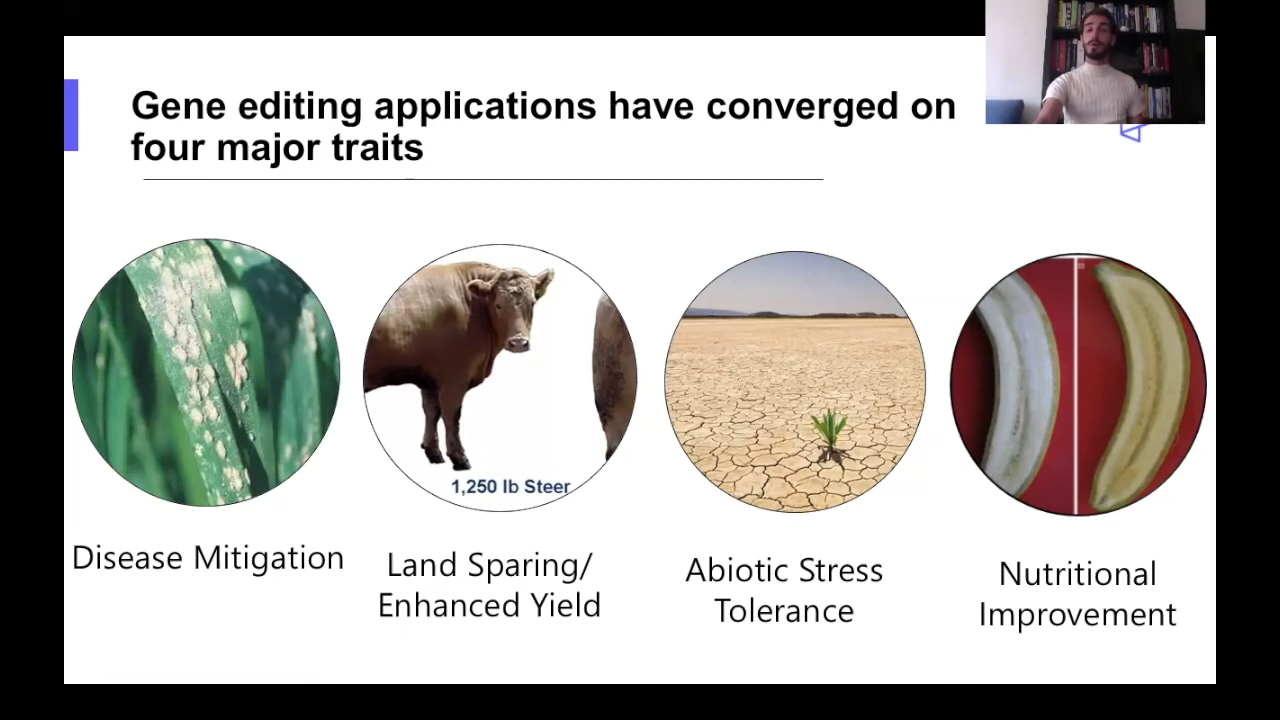 Gene editing applications have converged on
four major traits
1,250 lb Steer
Disease Mitigation
Land Sparing/
Enhanced Yield
Abiotic Stress
Tolerance
Nutritional
Improvement